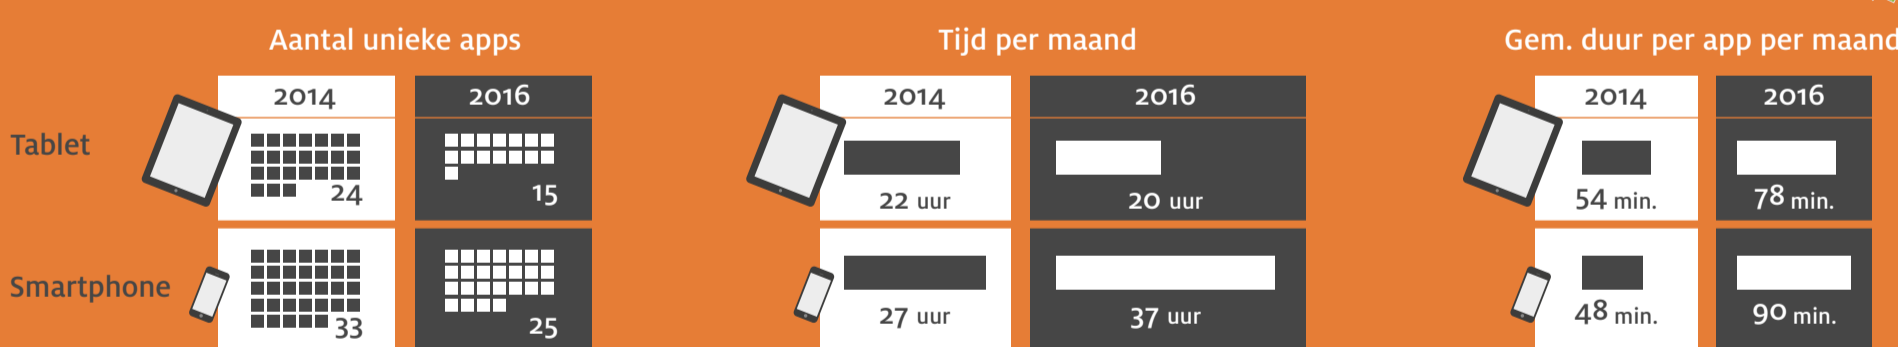 Aantal unieke apps Tijd per maand Gem. duur per app per maand
2014 2016 2014 2016 2014 2016
Tablet
24 15 22 uur 20 uur 54 min. 78 min.
Smartphone
33 25 27 uur 37 uur 48 min. 90 min.